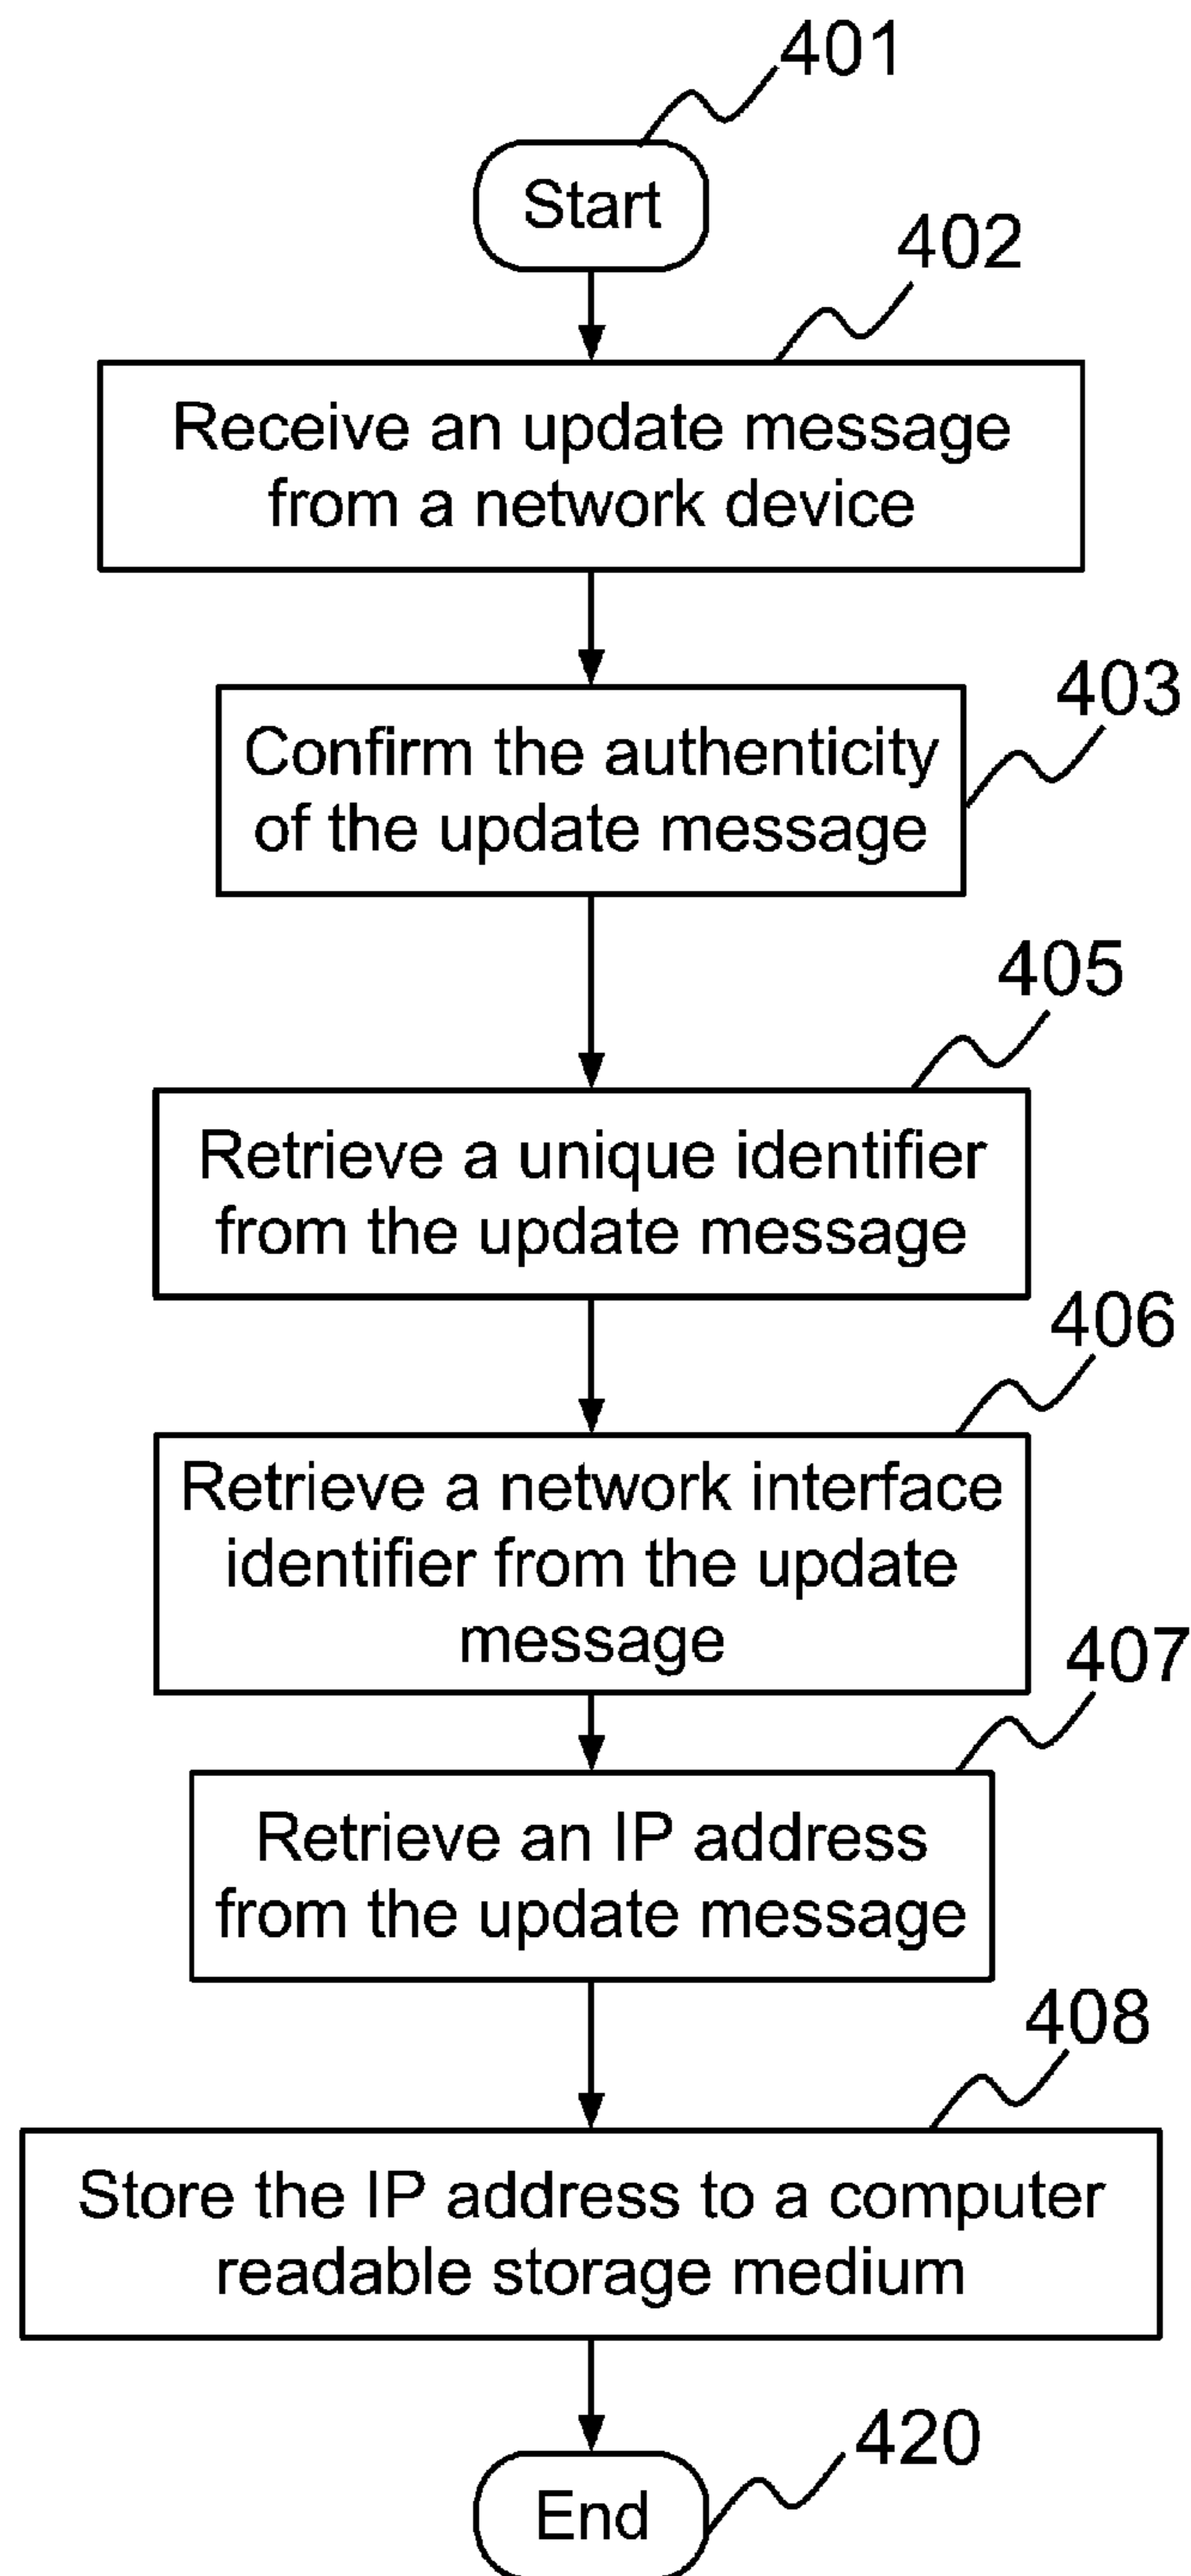 401
Start
402
Receive an update message
from a network device
403
Confirm the authenticity
of the update message
405
Retrieve a unique identifier
from the update message
406
Retrieve a network interface
identifier from the update
message
407
Retrieve an IP address
from the update message
408
Store the IP address to a computer
readable storage medium
420
End